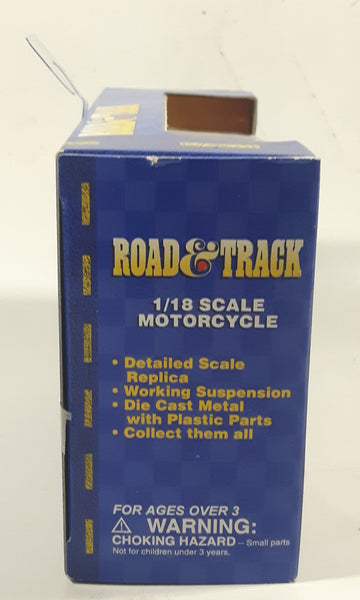 ROAD & TRACK
1/18 SCALE
MOTORCYCLE
• Detailed Scale
Replica
• Working Suspension
• Die Cast Metal
with Plastic Parts
• Collect them all
FOR AGES OVER 3
⚠ WARNING:
CHOKING HAZARD -- Small parts
Not for children under 3 years.